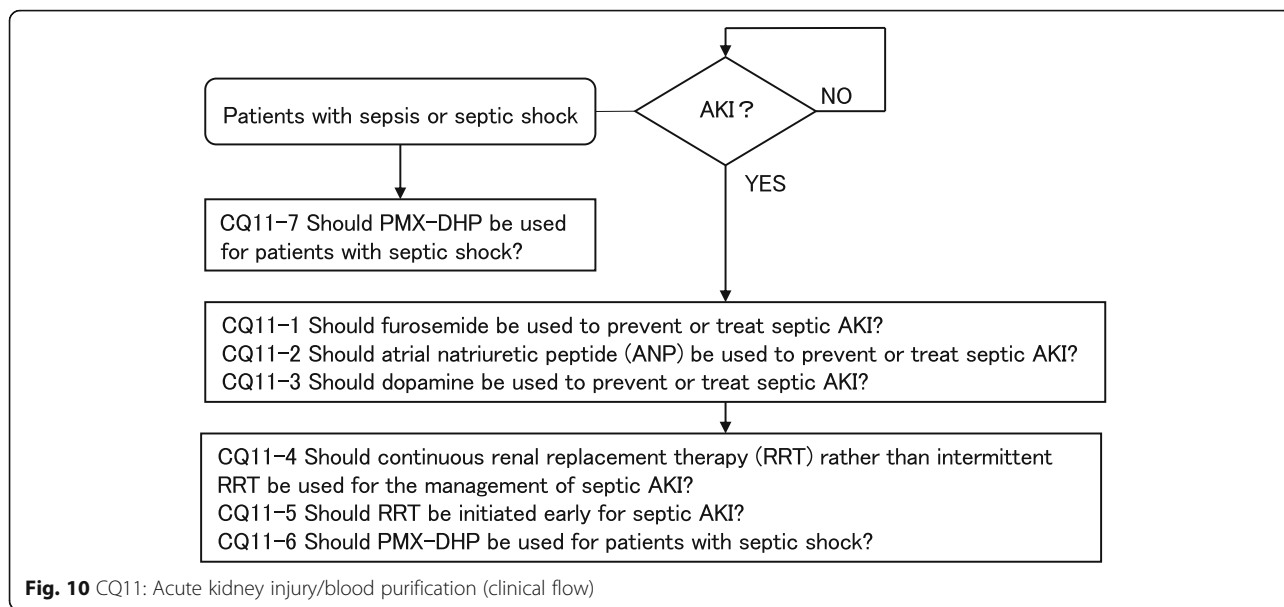 Patients with sepsis or septic shock
AKI?
NO
YES
CQ11-7 Should PMX-DHP be used
for patients with septic shock?
CQ11-1 Should furosemide be used to prevent or treat septic AKI?
CQ11-2 Should atrial natriuretic peptide (ANP) be used to prevent or treat septic AKI?
CQ11-3 Should dopamine be used to prevent or treat septic AKI?
CQ11-4 Should continuous renal replacement therapy (RRT) rather than intermittent
RRT be used for the management of septic AKI?
CQ11-5 Should RRT be initiated early for septic AKI?
CQ11-6 Should PMX-DHP be used for patients with septic shock?
Fig. 10 CQ11: Acute kidney injury/blood purification (clinical flow)